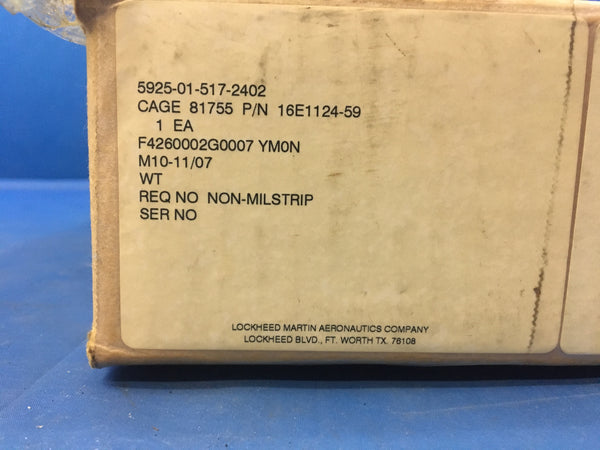 5925-01-517-2402
CAGE 81755 P/N 16E1124-59
1 EA
F4260002G0007 YM0N
M10-11/07
WT
REQ NO NON-MILSTRIP
SER NO
LOCKHEED MARTIN AERONAUTICS COMPANY
LOCKHEED BLVD., FT. WORTH TX. 76108